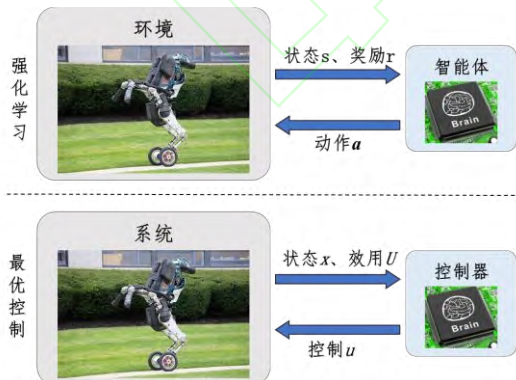 强化学习
环境
状态s、奖励r
动作a
智能体
Brain
最优控制
系统
状态x、效用U
控制u
控制器
Brain